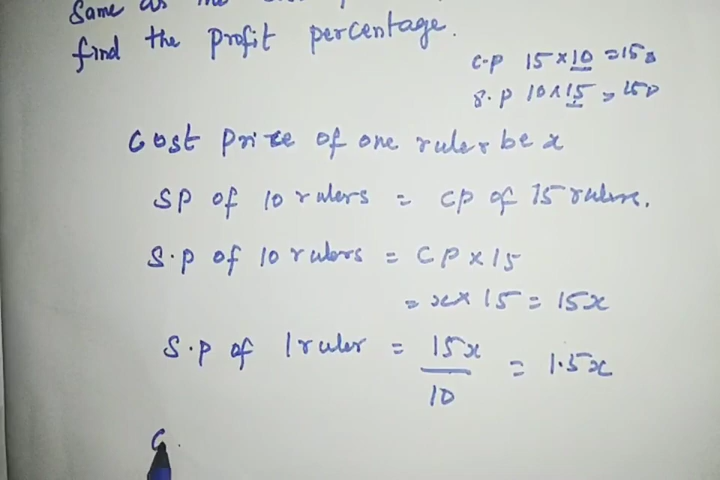 Same as the
find the profit percentage.
C.P 15 × 10 = 150
S.P 10 × 15 = 150
Cost price of one ruler be x
SP of 10 rulers = CP of 15 rulers.
S.P of 10 rulers = CP × 15
= x × 15 = 15x
S.P of 1 ruler = 15x
10
= 1.5x
C.